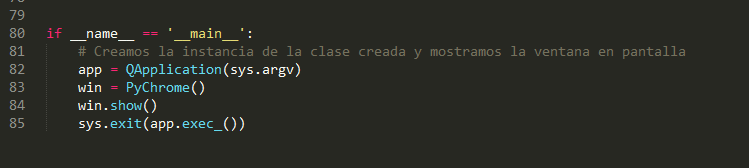 79
80 if __name__ == '__main__':
81 # Creamos la instancia de la clase creada y mostramos la ventana en pantalla
82 app = QApplication(sys.argv)
83 win = PyChrome()
84 win.show()
85 sys.exit(app.exec_())